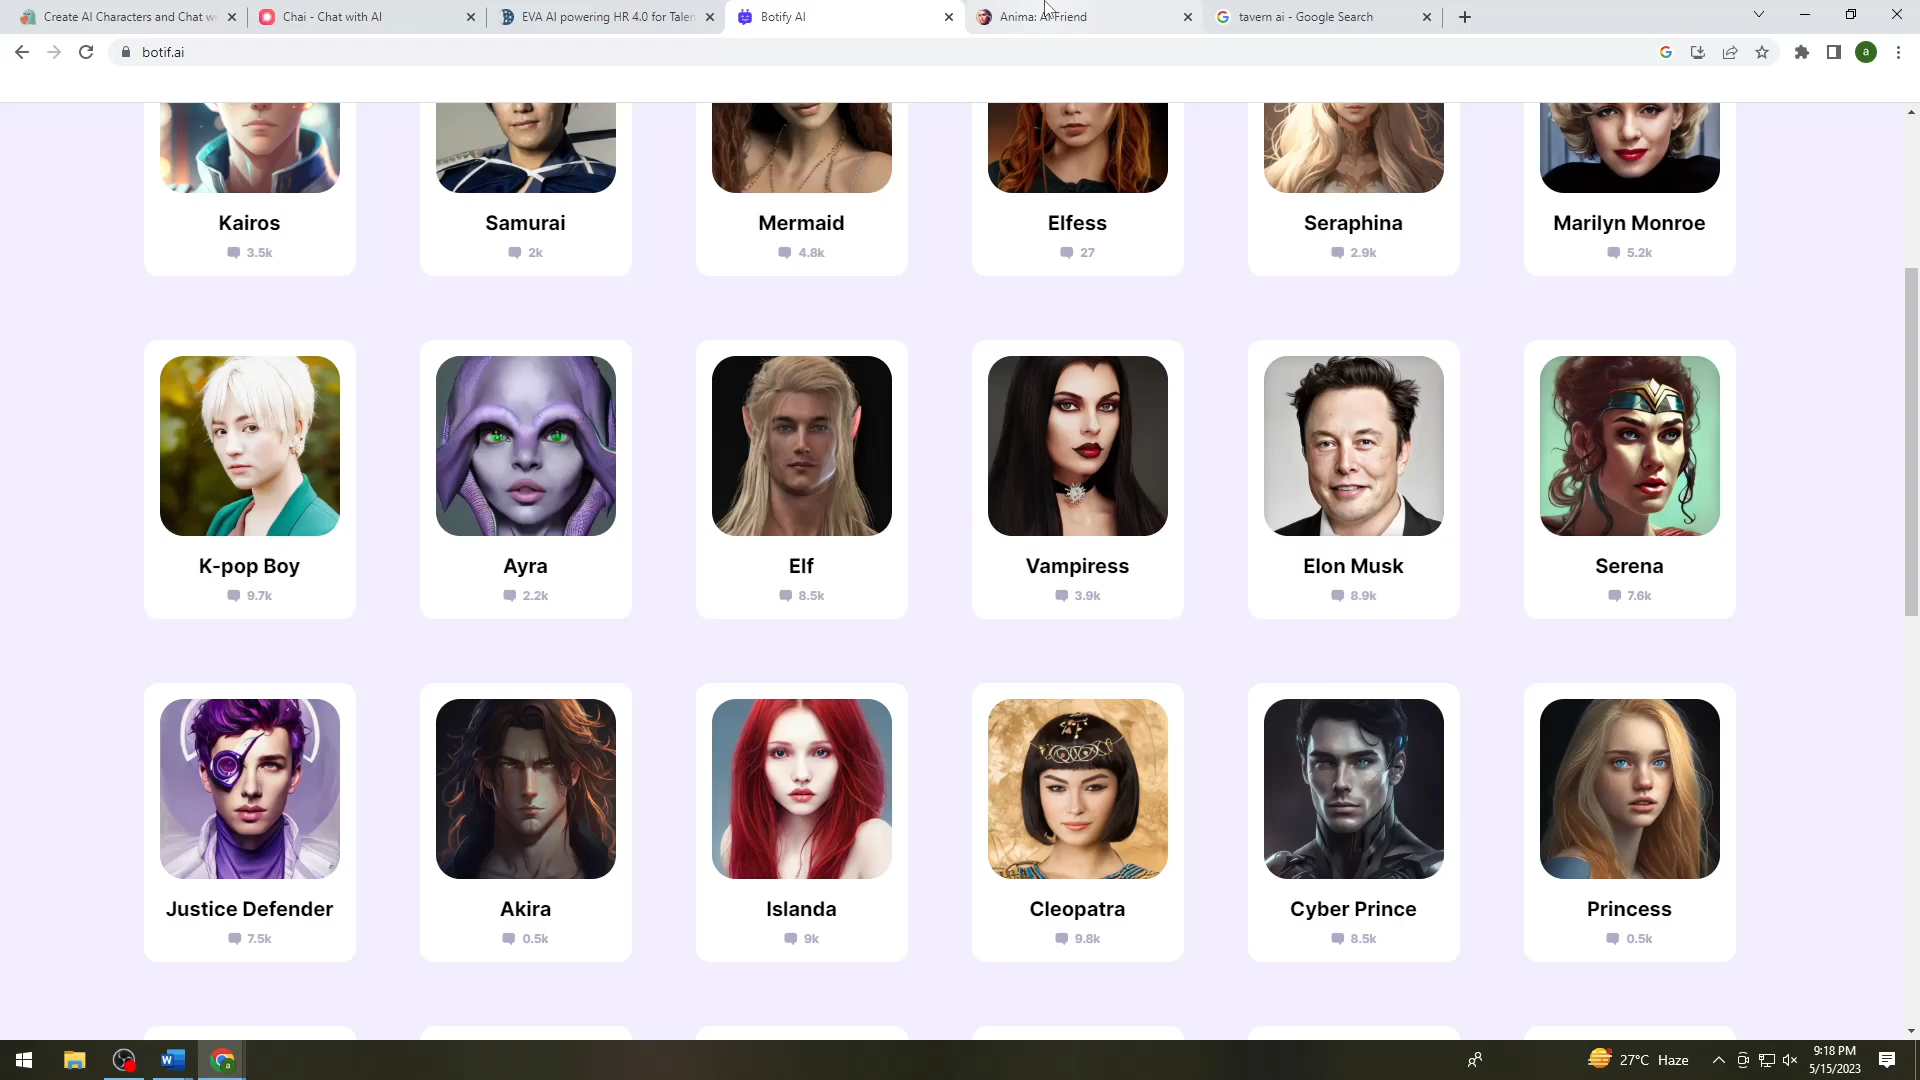 Create AI Characters and Chat w
Chai - Chat with AI
EVA AI powering HR 4.0 for Talen
Botify AI
Anima: AI Friend
tavern ai - Google Search
botif.ai
a
Kairos
Samurai
Mermaid
Elfess
Seraphina
Marilyn Monroe
3.5k
2k
4.8k
27
2.9k
5.2k
K-pop Boy
Ayra
Elf
Vampiress
Elon Musk
Serena
9.7k
2.2k
8.5k
3.9k
8.9k
7.6k
Justice Defender
Akira
Islanda
Cleopatra
Cyber Prince
Princess
7.5k
0.5k
9k
9.8k
8.5k
0.5k
27°C Haze
9:18 PM
5/15/2023